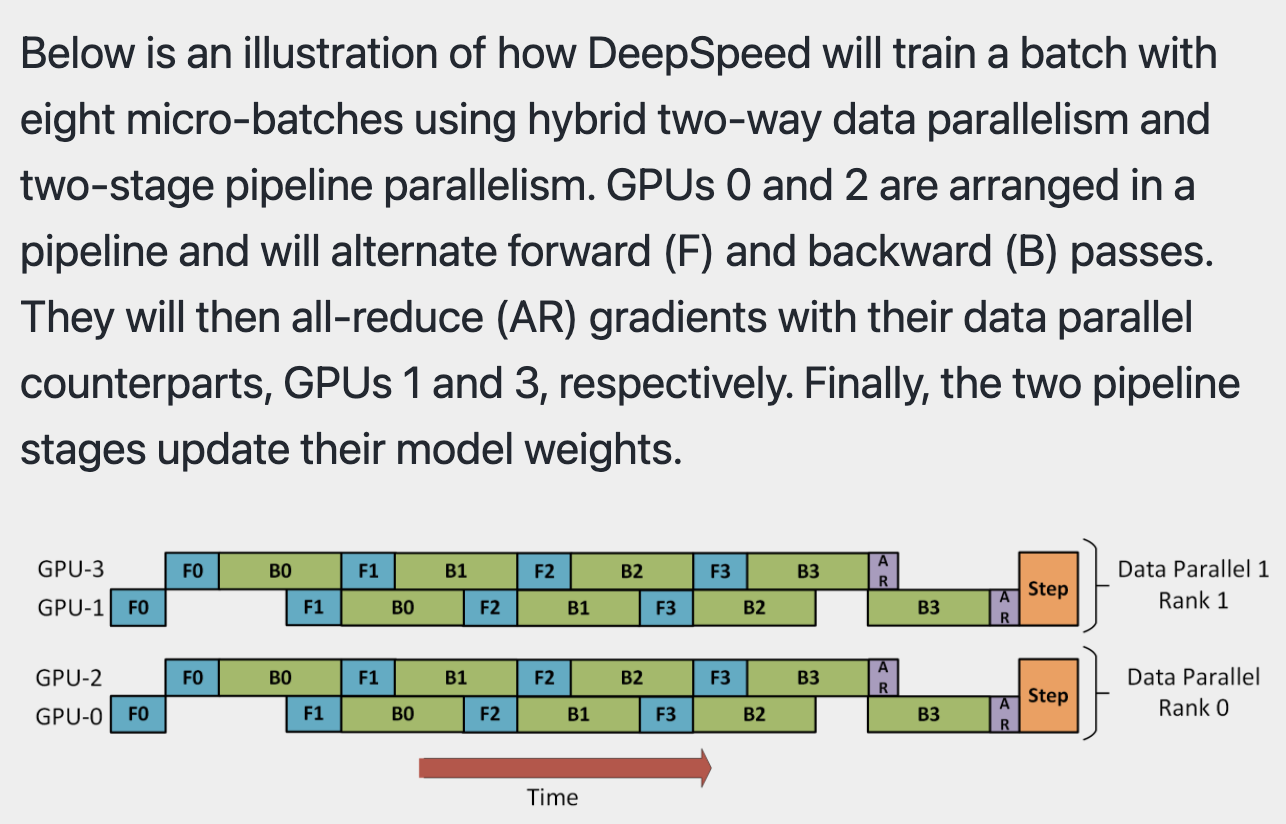 Below is an illustration of how DeepSpeed will train a batch with
eight micro-batches using hybrid two-way data parallelism and
two-stage pipeline parallelism. GPUs 0 and 2 are arranged in a
pipeline and will alternate forward (F) and backward (B) passes.
They will then all-reduce (AR) gradients with their data parallel
counterparts, GPUs 1 and 3, respectively. Finally, the two pipeline
stages update their model weights.
GPU-3 F0 B0 F1 B1 F2 B2 F3 B3 A R
GPU-1 F0 F1 B0 F2 B1 F3 B2 B3 A R
Step
Data Parallel 1
Rank 1
GPU-2 F0 B0 F1 B1 F2 B2 F3 B3 A R
GPU-0 F0 F1 B0 F2 B1 F3 B2 B3 A R
Step
Data Parallel
Rank 0
Time